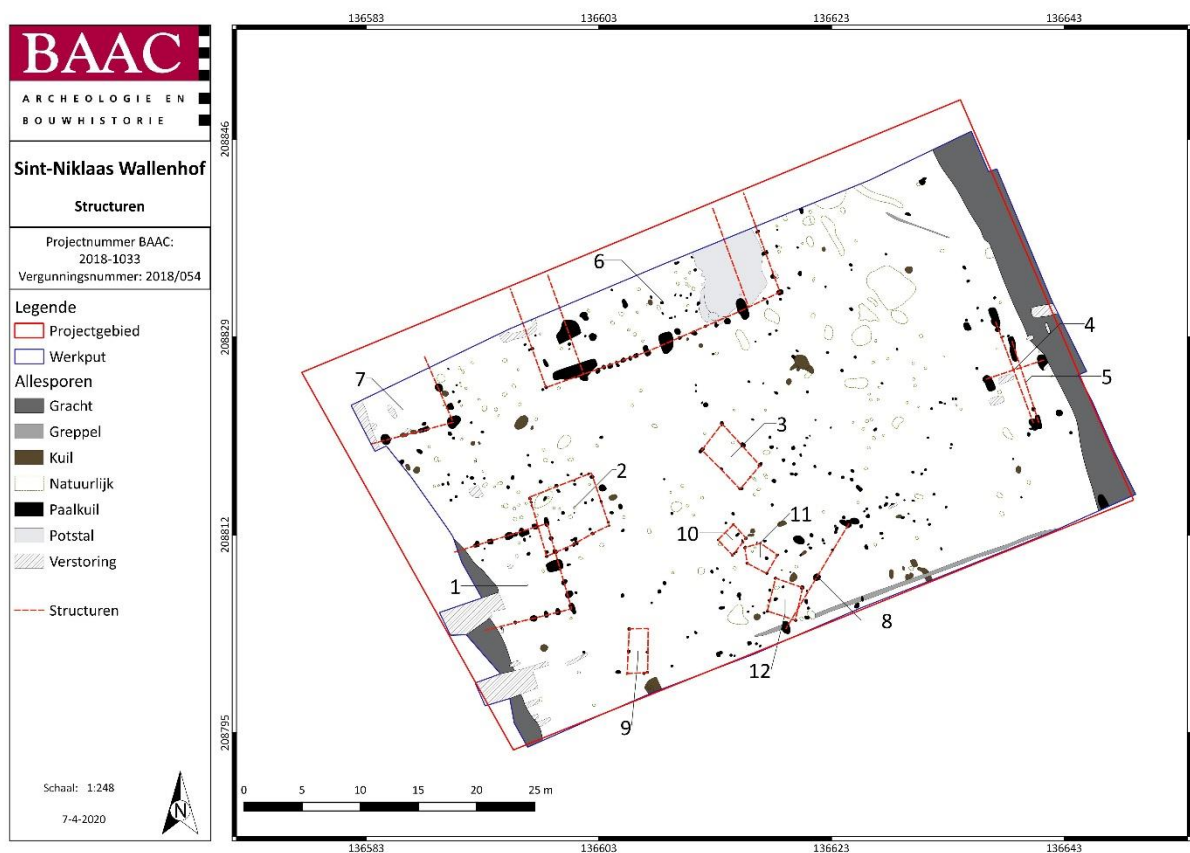 BAAC
ARCHEOLOGIE EN
BOUWHISTORIE
Sint-Niklaas Wallenhof
Structuren
Projectnummer BAAC:
2018-1033
Vergunningsnummer: 2018/054
Legende
Projectgebied
Werkput
Allesporen
Gracht
Greppel
Kuil
Natuurlijk
Paalkuil
Potstal
Verstoring
Structuren
Schaal: 1:248
7-4-2020
N
136583 136603 136623 136643
208846
208829
208812
208795
6
7
4
5
3
2
10 11
1
8
12
9
0 5 10 15 20 25 m
136583 136603 136623 136643